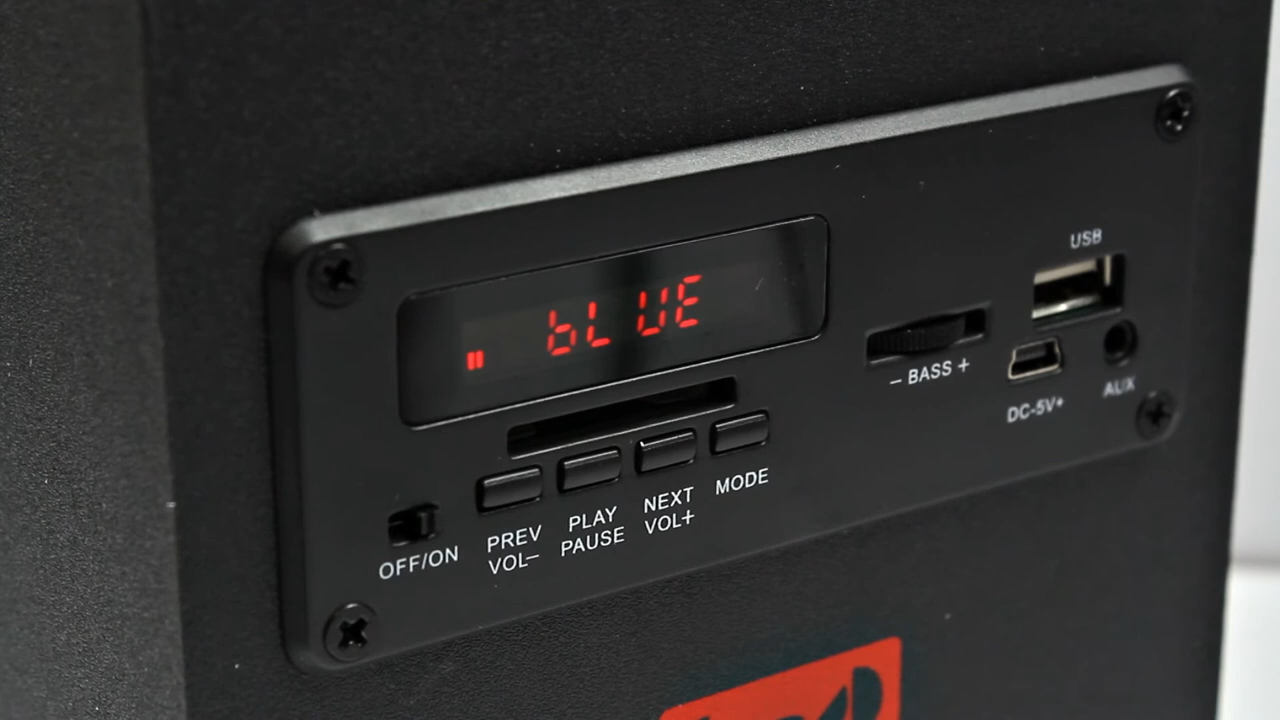 bLUE
USB
– BASS +
DC-5V+
AUX
OFF/ON
PREV
VOL–
PLAY
PAUSE
NEXT
VOL+
MODE